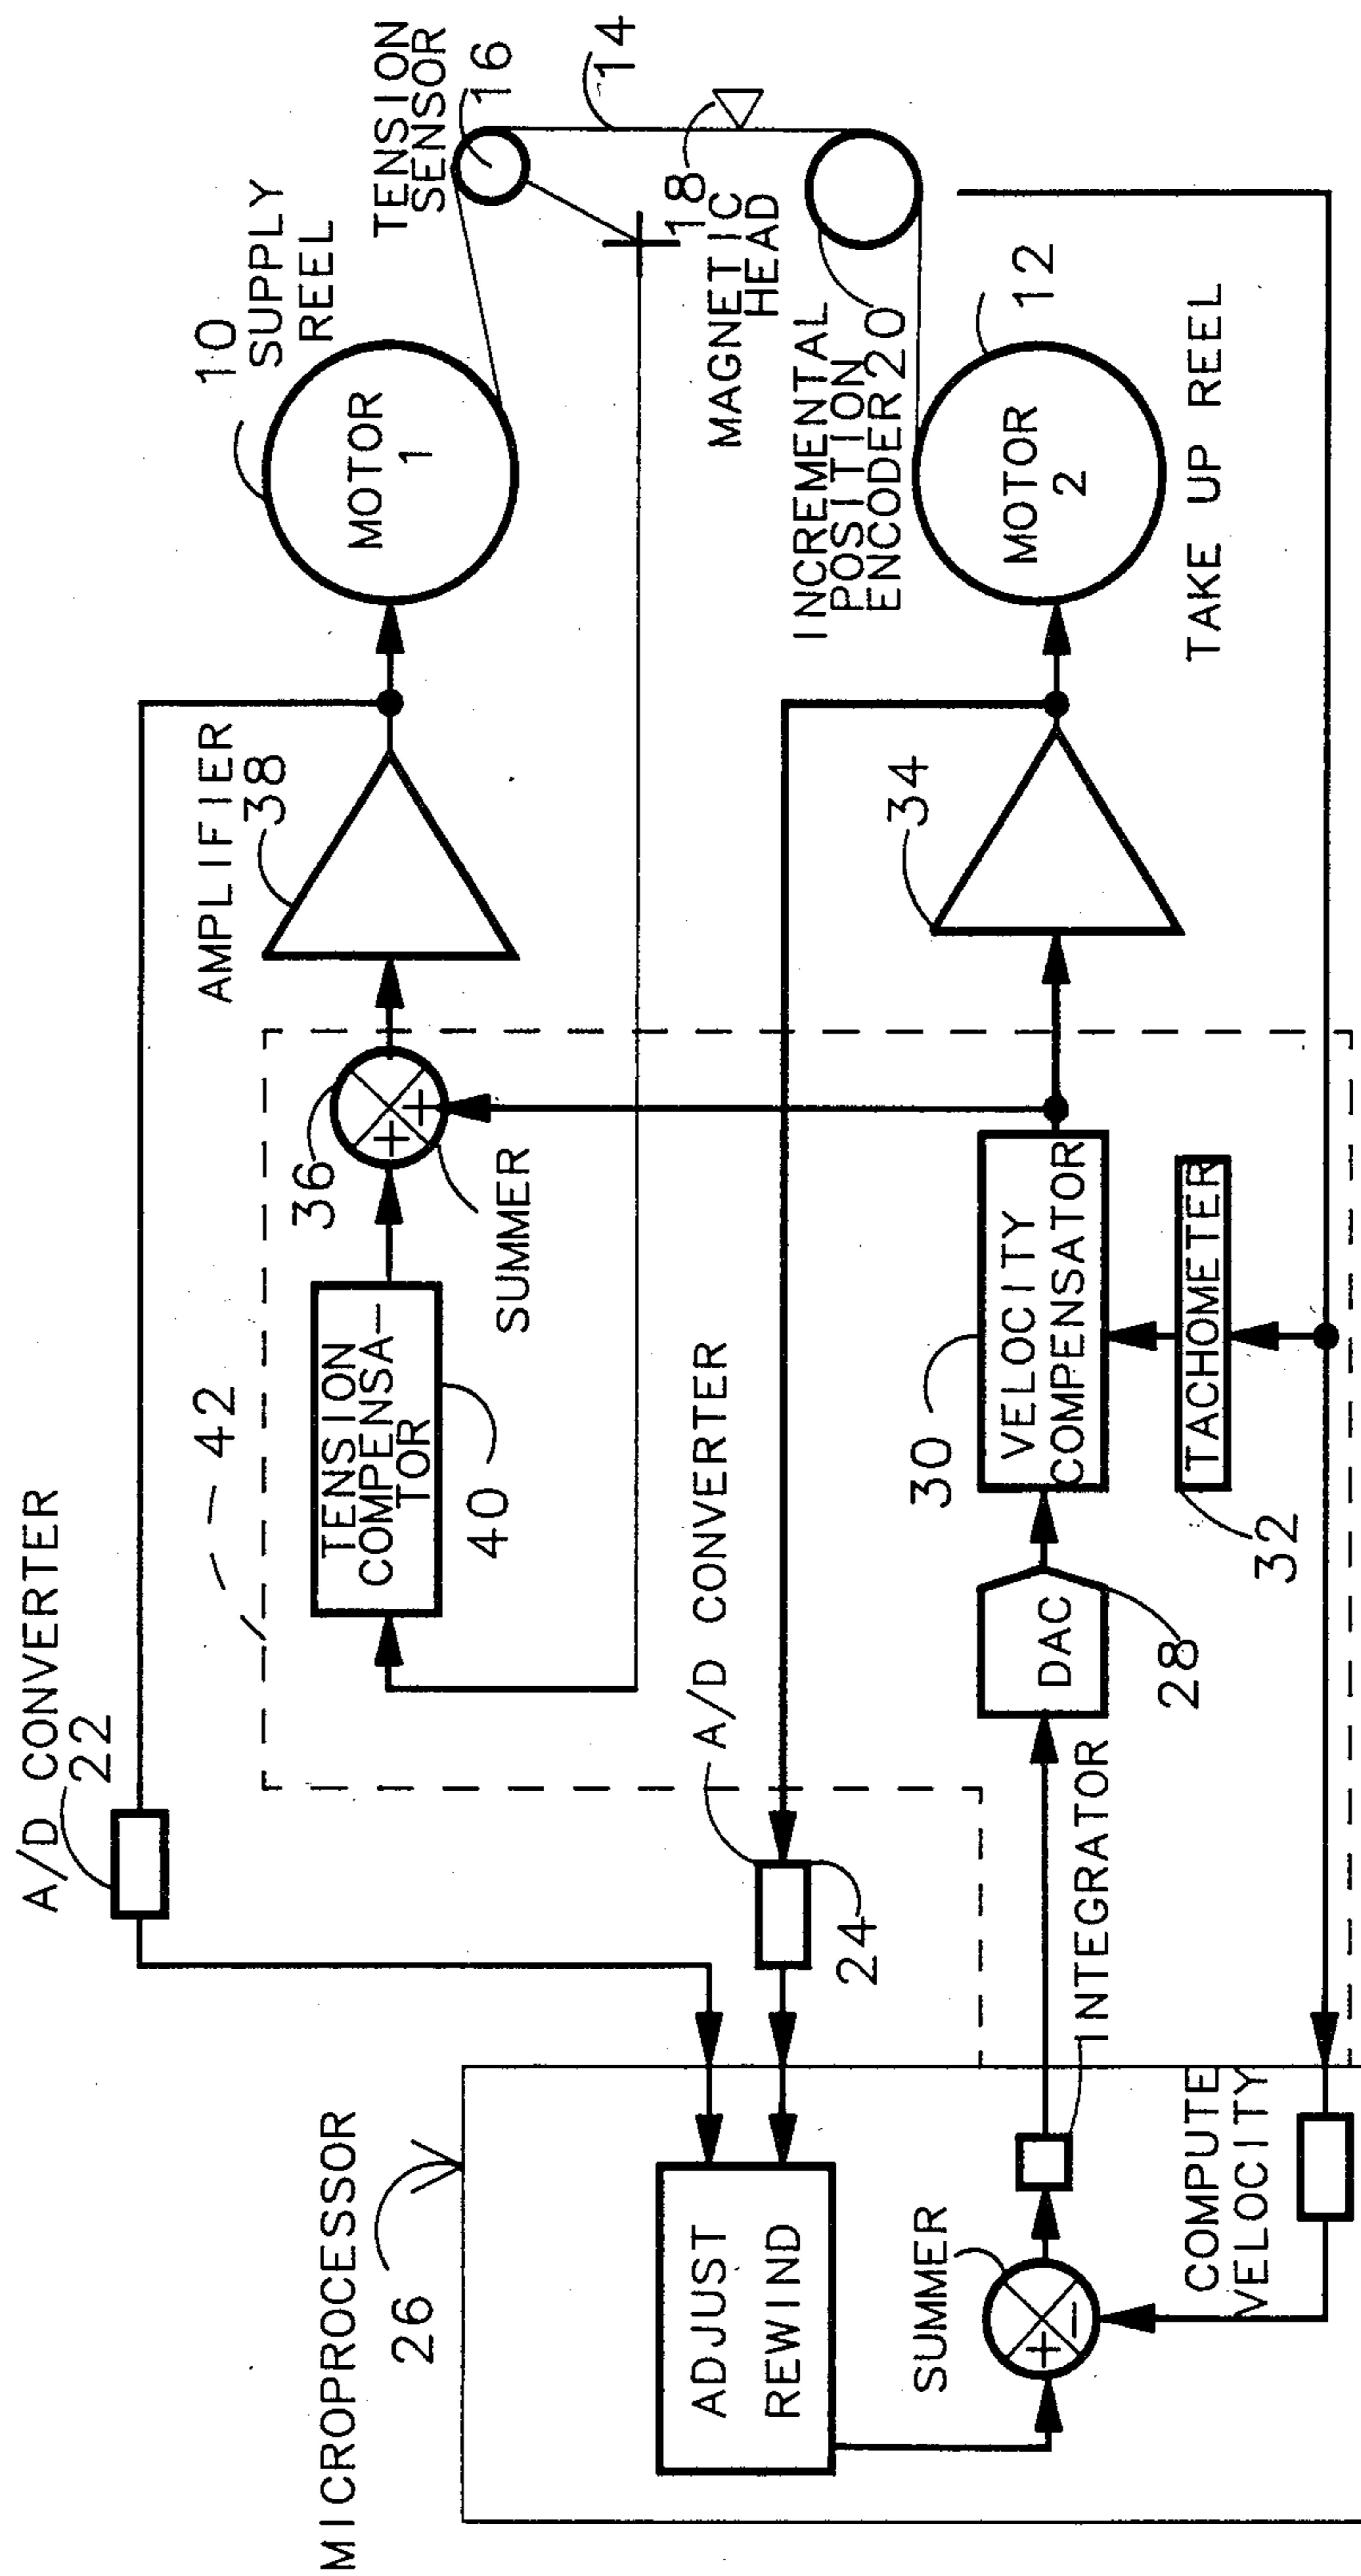 A/D CONVERTER
22
AMPLIFIER
38
10
SUPPLY
REEL
MOTOR
1
TENSION
SENSOR
16
14
18
MAGNETIC
HEAD
INCREMENTAL
POSITION
ENCODER 20
MOTOR
2
12
TAKE UP REEL
34
42
TENSION
COMPENSA-
TOR
40
36
+
+
SUMMER
A/D CONVERTER
24
30
VELOCITY
COMPENSATOR
TACHOMETER
32
DAC
28
INTEGRATOR
MICROPROCESSOR
26
ADJUST
REWIND
SUMMER
+
-
COMPUTE
VELOCITY